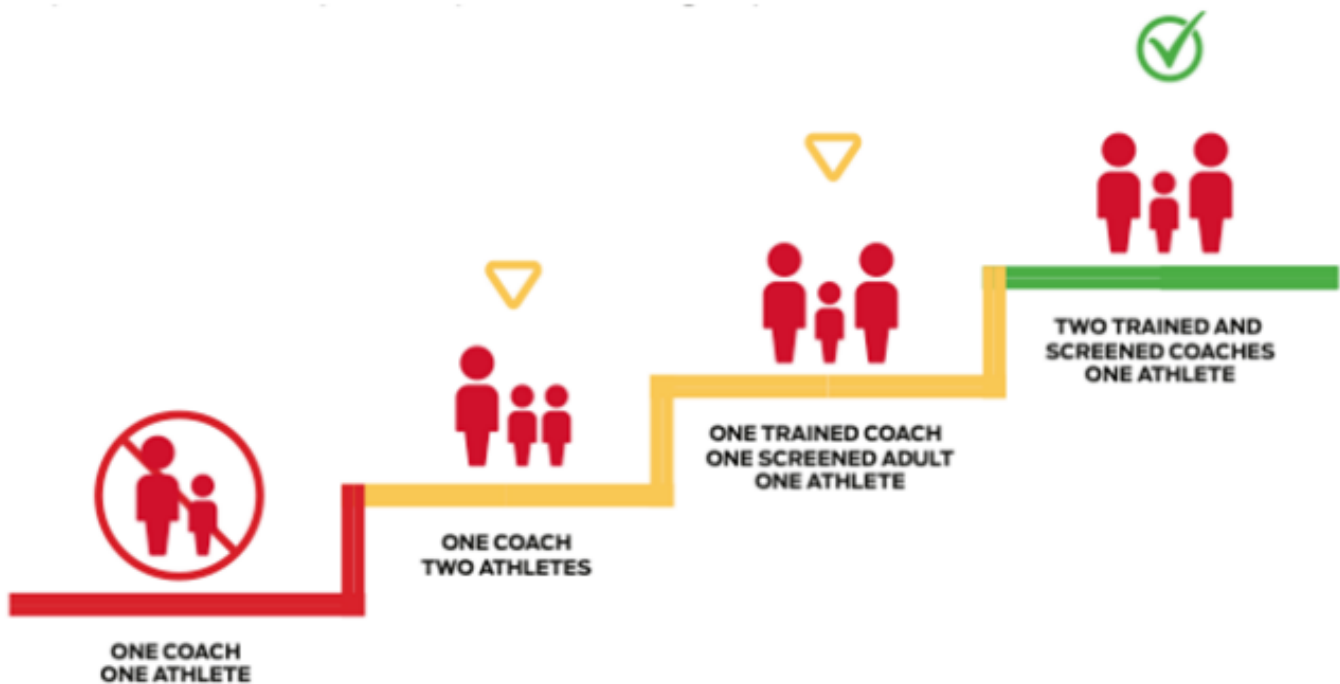 ONE COACH
ONE ATHLETE
ONE COACH
TWO ATHLETES
ONE TRAINED COACH
ONE SCREENED ADULT
ONE ATHLETE
TWO TRAINED AND
SCREENED COACHES
ONE ATHLETE